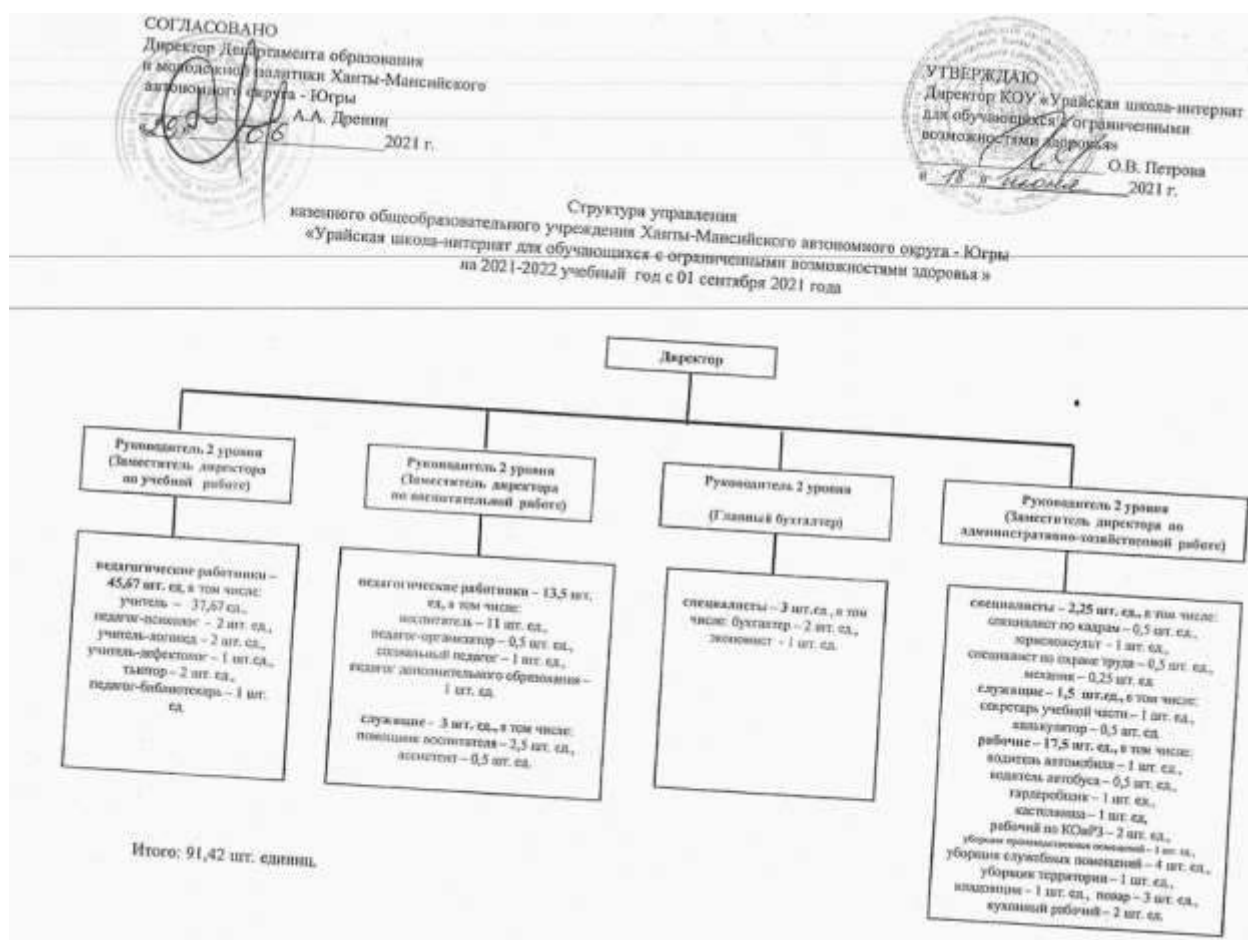 СОГЛАСОВАНО
Директор Департамента образования
и молодежной политики Ханты-Мансийского
автономного округа - Югры
А.А. Дренин
«20» 06 2021 г.
УТВЕРЖДАЮ
Директор КОУ «Урайская школа-интернат
для обучающихся с ограниченными
возможностями здоровья»
О.В. Петрова
« 18 » июня 2021 г.
Структура управления
казенного общеобразовательного учреждения Ханты-Мансийского автономного округа - Югры
«Урайская школа-интернат для обучающихся с ограниченными возможностями здоровья »
на 2021-2022 учебный год с 01 сентября 2021 года
Директор
Руководитель 2 уровня
(Заместитель директора
по учебной работе)
Руководитель 2 уровня
(Заместитель директора
по воспитательной работе)
Руководитель 2 уровня
(Главный бухгалтер)
Руководитель 2 уровня
(Заместитель директора по
административно-хозяйственной работе)
педагогические работники –
45,67 шт. ед, в том числе:
учитель – 37,67 ед.,
педагог-психолог - 2 шт. ед.,
учитель-логопед – 2 шт. ед.,
учитель-дефектолог – 1 шт.ед.,
тьютор – 2 шт. ед.,
педагог-библиотекарь – 1 шт.
ед.
педагогические работники – 13,5 шт.
ед, в том числе:
воспитатель – 11 шт. ед.,
педагог-организатор – 0,5 шт. ед.,
социальный педагог – 1 шт. ед.,
педагог дополнительного образования –
1 шт. ед.
служащие - 3 шт. ед., в том числе:
помощник воспитателя – 2,5 шт. ед.,
ассистент – 0,5 шт. ед.
специалисты – 3 шт.ед., в том
числе: бухгалтер – 2 шт. ед.,
экономист - 1 шт. ед.
специалисты – 2,25 шт. ед., в том числе:
специалист по кадрам – 0,5 шт. ед.,
юрисконсульт - 1 шт. ед.,
специалист по охране труда – 0,5 шт. ед.,
механик – 0,25 шт. ед.
служащие – 1,5 шт.ед., в том числе:
секретарь учебной части – 1 шт. ед.,
калькулятор – 0,5 шт. ед.
рабочие – 17,5 шт. ед., в том числе:
водитель автомобиля – 1 шт. ед.,
водитель автобуса – 0,5 шт. ед.,
гардеробщик – 1 шт. ед.,
кастелянша – 1 шт. ед,
рабочий по КОиРЗ – 2 шт. ед.,
уборщик производственных помещений – 1 шт. ед.,
уборщик служебных помещений – 4 шт. ед.,
уборщик территории – 1 шт. ед.,
кладовщик – 1 шт. ед., повар – 3 шт. ед.,
кухонный рабочий – 2 шт. ед.
Итого: 91,42 шт. единиц.